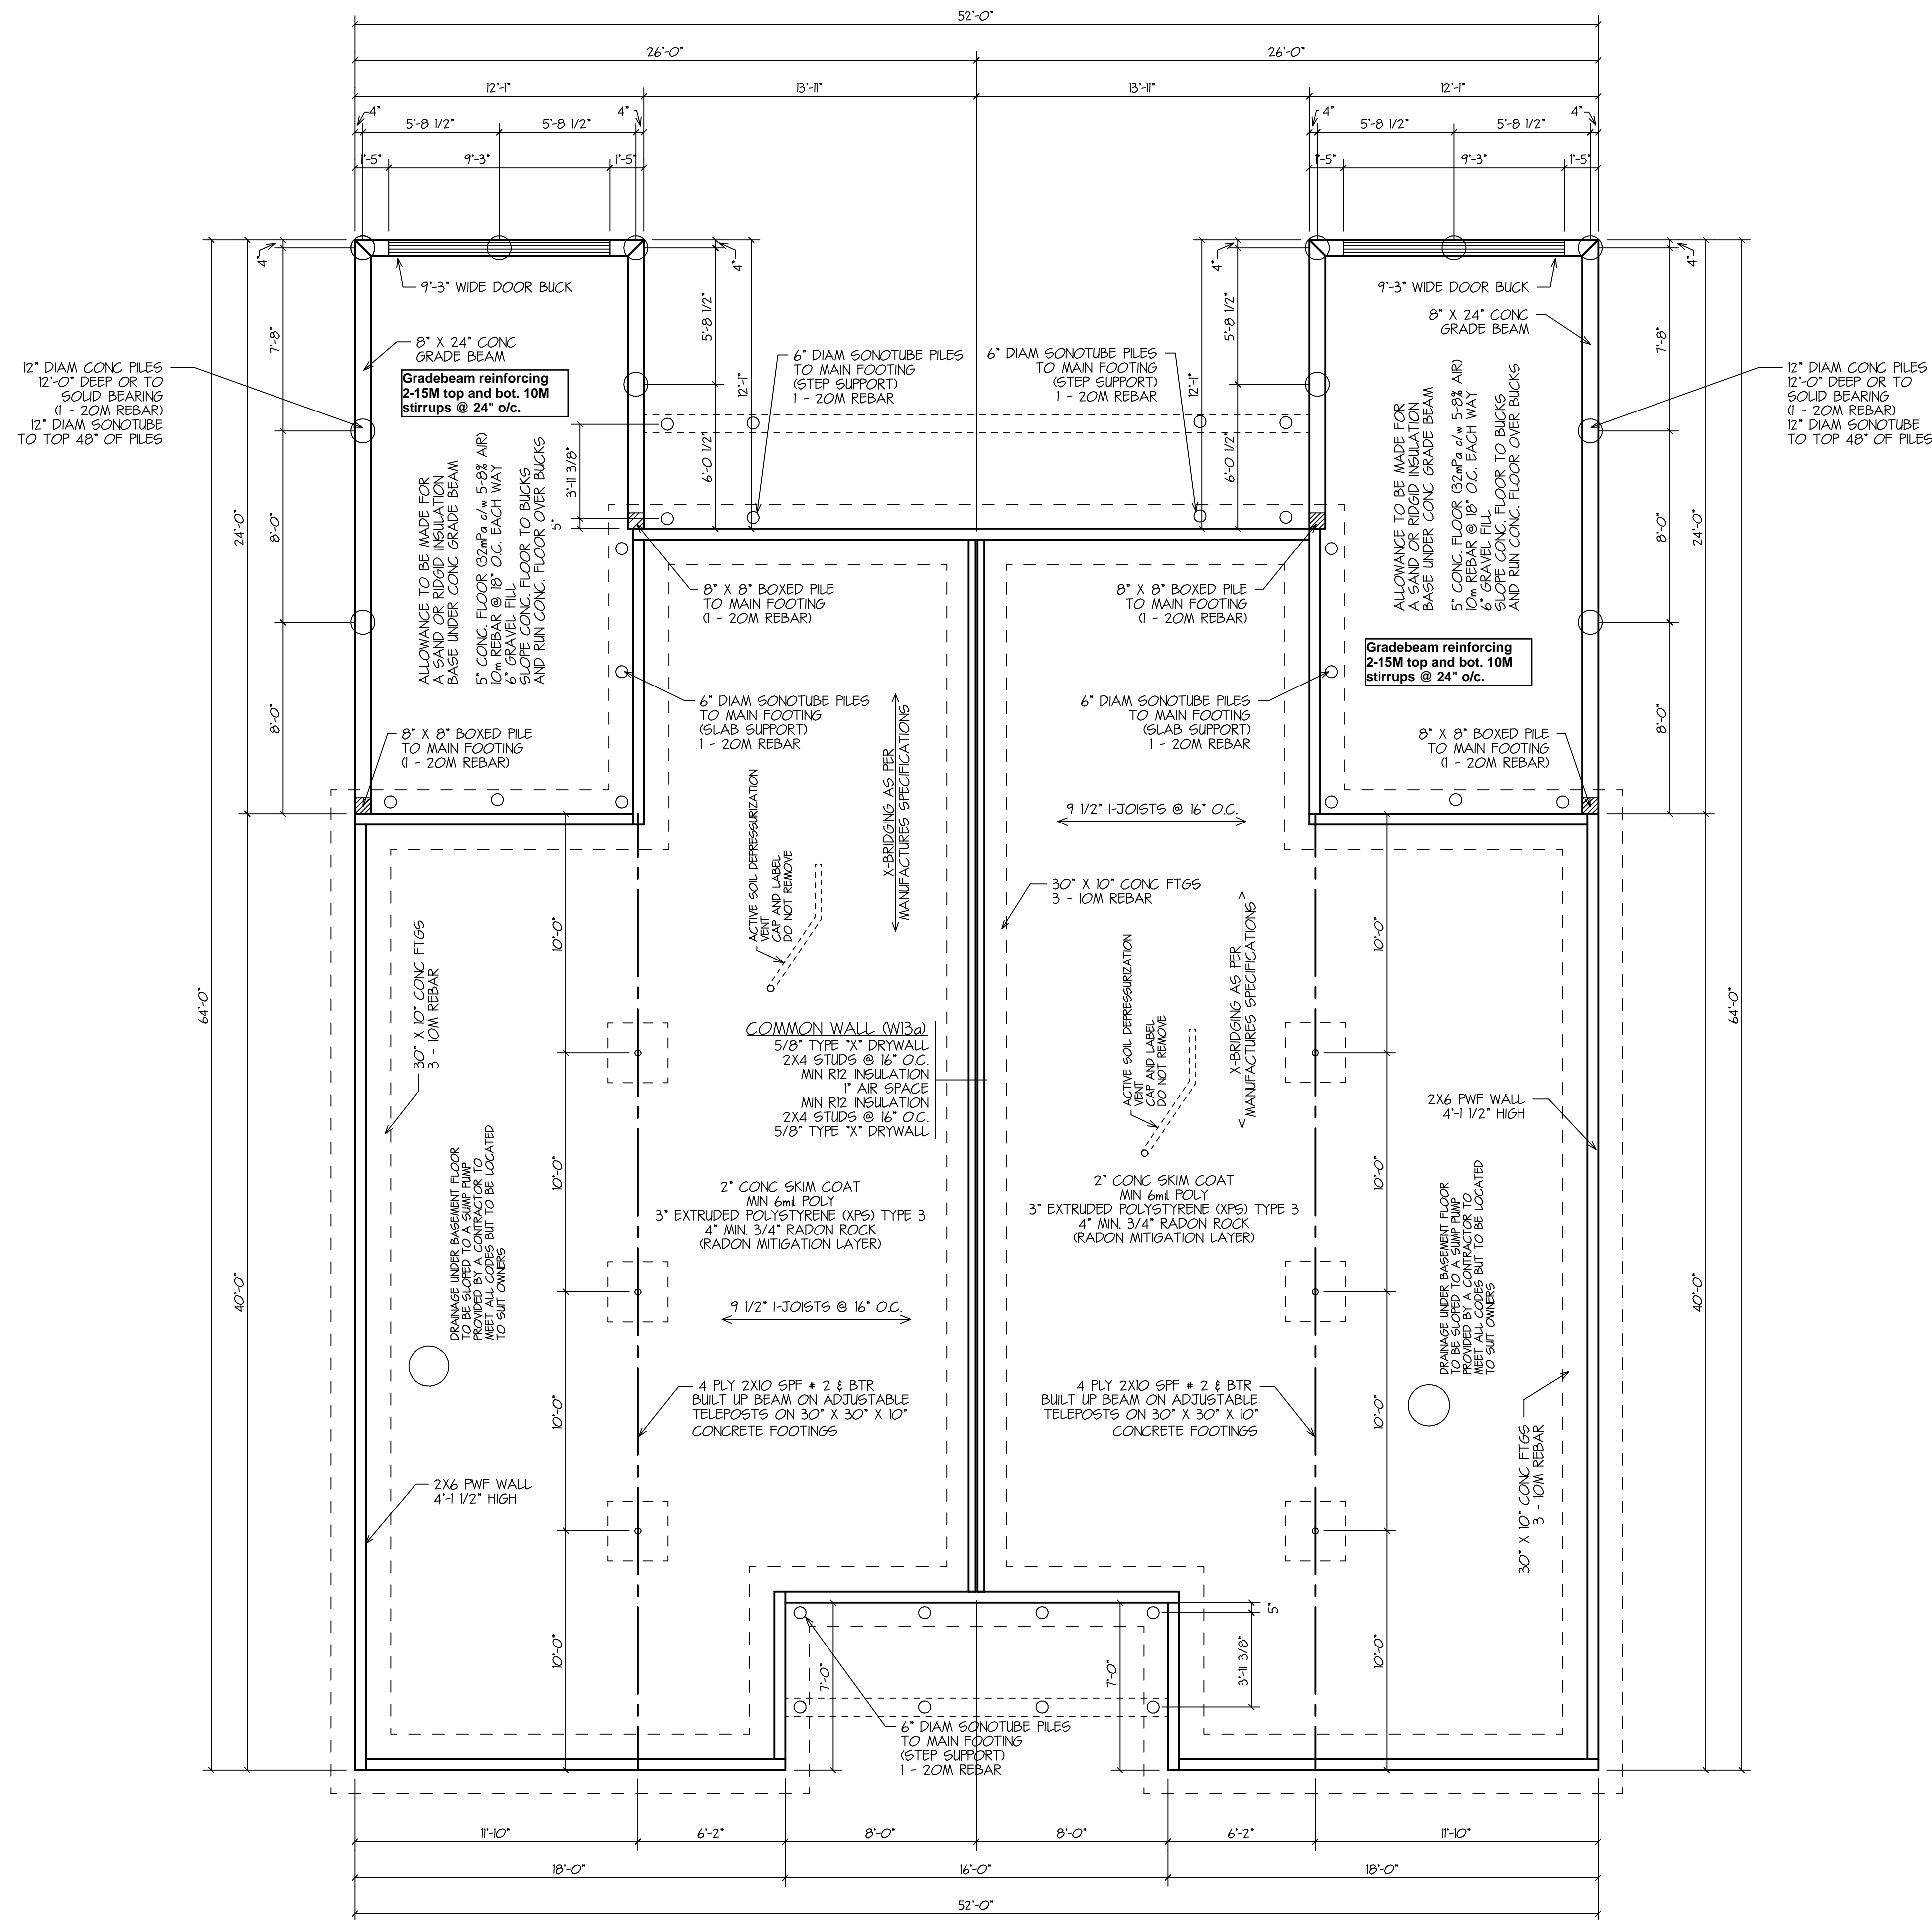 52'-0"
26'-0"
26'-0"
12'-1"
13'-11"
13'-11"
12'-1"
4"
4"
4"
4"
5'-8 1/2"
5'-8 1/2"
5'-8 1/2"
5'-8 1/2"
1'-5"
9'-3"
1'-5"
1'-5"
9'-3"
1'-5"
4"
4"
4"
4"
9'-3" WIDE DOOR BUCK
9'-3" WIDE DOOR BUCK
7'-8"
8'-0"
8'-0"
24'-0"
64'-0"
40'-0"
12" DIAM CONC PILES
12'-0" DEEP OR TO
SOLID BEARING
(1 - 20M REBAR)
12" DIAM SONOTUBE
TO TOP 48" OF PILES
8" X 24" CONC
GRADE BEAM
Gradebeam reinforcing
2-15M top and bot. 10M
stirrups @ 24" o/c.
ALLOWANCE TO BE MADE FOR
A SAND OR RIDGID INSULATION
BASE UNDER CONC GRADE BEAM
5" CONC. FLOOR (32mPa c/w 5-8% AIR)
10m REBAR @ 18" O.C. EACH WAY
6" GRAVEL FILL
SLOPE CONC. FLOOR TO BUCKS
AND RUN CONC. FLOOR OVER BUCKS
5'-8 1/2"
12'-1"
6'-0 1/2"
3'-11 3/8"
5"
6" DIAM SONOTUBE PILES
TO MAIN FOOTING
(STEP SUPPORT)
1 - 20M REBAR
6" DIAM SONOTUBE PILES
TO MAIN FOOTING
(STEP SUPPORT)
1 - 20M REBAR
12'-1"
5'-8 1/2"
6'-0 1/2"
8" X 24" CONC
GRADE BEAM
ALLOWANCE TO BE MADE FOR
A SAND OR RIDGID INSULATION
BASE UNDER CONC GRADE BEAM
5" CONC. FLOOR (32mPa c/w 5-8% AIR)
10m REBAR @ 18" O.C. EACH WAY
6" GRAVEL FILL
SLOPE CONC. FLOOR TO BUCKS
AND RUN CONC. FLOOR OVER BUCKS
Gradebeam reinforcing
2-15M top and bot. 10M
stirrups @ 24" o/c.
12" DIAM CONC PILES
12'-0" DEEP OR TO
SOLID BEARING
(1 - 20M REBAR)
12" DIAM SONOTUBE
TO TOP 48" OF PILES
7'-8"
8'-0"
8'-0"
24'-0"
64'-0"
40'-0"
8" X 8" BOXED PILE
TO MAIN FOOTING
(1 - 20M REBAR)
8" X 8" BOXED PILE
TO MAIN FOOTING
(1 - 20M REBAR)
6" DIAM SONOTUBE PILES
TO MAIN FOOTING
(SLAB SUPPORT)
1 - 20M REBAR
6" DIAM SONOTUBE PILES
TO MAIN FOOTING
(SLAB SUPPORT)
1 - 20M REBAR
8" X 8" BOXED PILE
TO MAIN FOOTING
(1 - 20M REBAR)
8" X 8" BOXED PILE
TO MAIN FOOTING
(1 - 20M REBAR)
X-BRIDGING AS PER
MANUFACTURES SPECIFICATIONS
ACTIVE SOIL DEPRESSURIZATION
VENT
CAP AND LABEL
DO NOT REMOVE
9 1/2" I-JOISTS @ 16" O.C.
30" X 10" CONC FTGS
3 - 10M REBAR
X-BRIDGING AS PER
MANUFACTURES SPECIFICATIONS
ACTIVE SOIL DEPRESSURIZATION
VENT
CAP AND LABEL
DO NOT REMOVE
30" X 10" CONC FTGS
3 - 10M REBAR
10'-0"
10'-0"
10'-0"
10'-0"
10'-0"
10'-0"
10'-0"
10'-0"
COMMON WALL (W13a)
5/8" TYPE "X" DRYWALL
2X4 STUDS @ 16" O.C.
MIN R12 INSULATION
1" AIR SPACE
MIN R12 INSULATION
2X4 STUDS @ 16" O.C.
5/8" TYPE "X" DRYWALL
2X6 PWF WALL
4'-1 1/2" HIGH
2" CONC SKIM COAT
MIN 6mil POLY
3" EXTRUDED POLYSTYRENE (XPS) TYPE 3
4" MIN. 3/4" RADON ROCK
(RADON MITIGATION LAYER)
2" CONC SKIM COAT
MIN 6mil POLY
3" EXTRUDED POLYSTYRENE (XPS) TYPE 3
4" MIN. 3/4" RADON ROCK
(RADON MITIGATION LAYER)
DRAINAGE UNDER BASEMENT FLOOR
TO BE SLOPED TO A SUMP PUMP
PROVIDED BY A CONTRACTOR TO
MEET ALL CODES BUT TO BE LOCATED
TO SUIT OWNERS
DRAINAGE UNDER BASEMENT FLOOR
TO BE SLOPED TO A SUMP PUMP
PROVIDED BY A CONTRACTOR TO
MEET ALL CODES BUT TO BE LOCATED
TO SUIT OWNERS
9 1/2" I-JOISTS @ 16" O.C.
4 PLY 2X10 SPF # 2 & BTR
BUILT UP BEAM ON ADJUSTABLE
TELEPOSTS ON 30" X 30" X 10"
CONCRETE FOOTINGS
4 PLY 2X10 SPF # 2 & BTR
BUILT UP BEAM ON ADJUSTABLE
TELEPOSTS ON 30" X 30" X 10"
CONCRETE FOOTINGS
2X6 PWF WALL
4'-1 1/2" HIGH
30" X 10" CONC FTGS
3 - 10M REBAR
7'-0"
7'-0"
5"
3'-11 3/8"
6" DIAM SONOTUBE PILES
TO MAIN FOOTING
(STEP SUPPORT)
1 - 20M REBAR
11'-10"
6'-2"
8'-0"
8'-0"
6'-2"
11'-10"
18'-0"
16'-0"
18'-0"
52'-0"